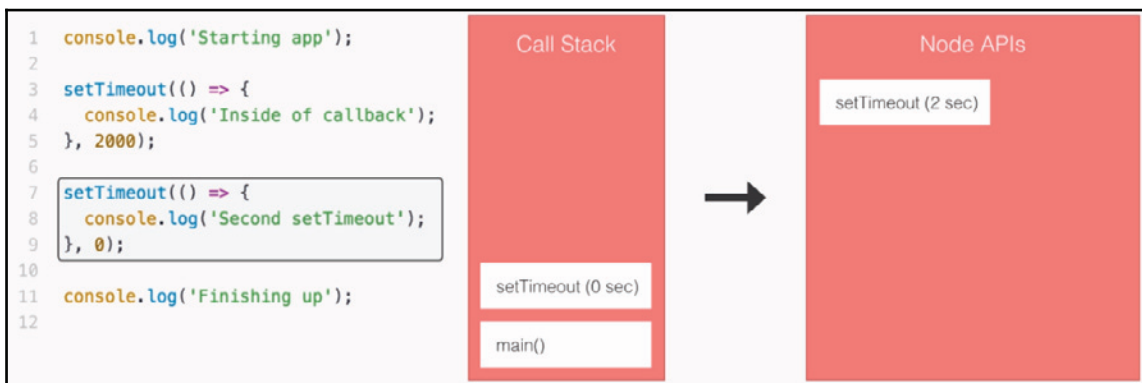 1 console.log('Starting app');
2
3 setTimeout(() => {
4 console.log('Inside of callback');
5 }, 2000);
6
7 setTimeout(() => {
8 console.log('Second setTimeout');
9 }, 0);
10
11 console.log('Finishing up');
12
Call Stack
setTimeout (0 sec)
main()
Node APIs
setTimeout (2 sec)